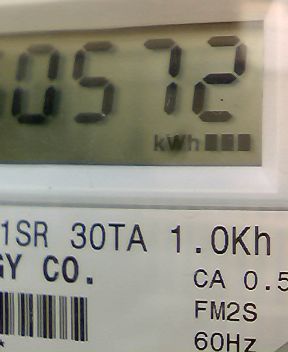 0572
kWh
1SR 30TA 1.0Kh
GY CO.
CA 0.5
FM2S
60Hz